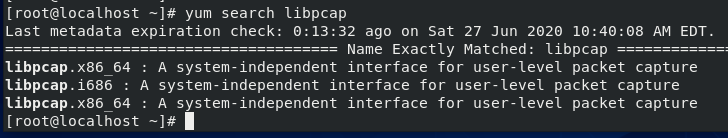 [root@localhost ~]# yum search libpcap
Last metadata expiration check: 0:13:32 ago on Sat 27 Jun 2020 10:40:08 AM EDT.
==================================== Name Exactly Matched: libpcap =============
libpcap.x86_64 : A system-independent interface for user-level packet capture
libpcap.i686 : A system-independent interface for user-level packet capture
libpcap.x86_64 : A system-independent interface for user-level packet capture
[root@localhost ~]#